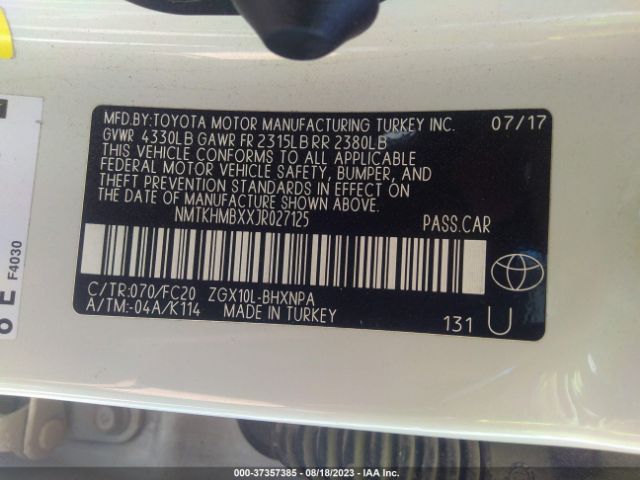 MFD.BY:TOYOTA MOTOR MANUFACTURING TURKEY INC. 07/17
GVWR 4330LB GAWR FR 2315LB RR 2380LB
THIS VEHICLE CONFORMS TO ALL APPLICABLE
FEDERAL MOTOR VEHICLE SAFETY, BUMPER, AND
THEFT PREVENTION STANDARDS IN EFFECT ON
THE DATE OF MANUFACTURE SHOWN ABOVE.
NMTKHMBXXJR027125 PASS.CAR
C/TR:070/FC20 ZGX10L-BHXNPA
A/TM:-04A/K114 MADE IN TURKEY
131 U
F4030
000-37357385 - 08/18/2023 - IAA Inc.